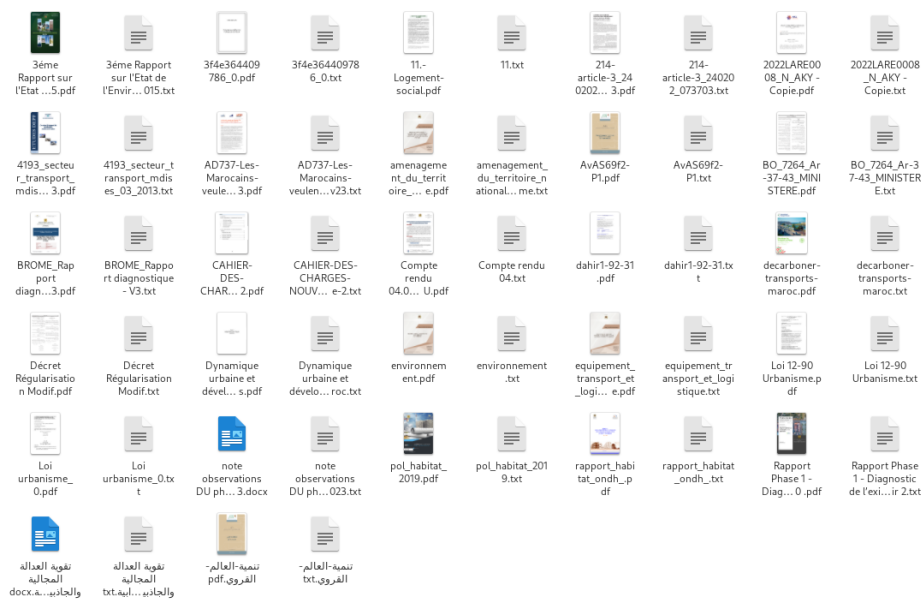 3éme
Rapport sur
l'Etat ...5.pdf
3éme Rapport
sur l'Etat de
l'Envir...015.txt
3f4e364409
786_0.pdf
3f4e36440978
6_0.txt
11.-
Logement-
social.pdf
11.txt
214-
article-3_24
0202... 3.pdf
214-
article-3_24020
2_073703.txt
2022LARE00
08_N_AKY -
Copie.pdf
2022LARE0008
_N_AKY -
Copie.txt
4193_secteu
r_transport_
mdis... 3.pdf
4193_secteur_t
ransport_mdis
es_03_2013.txt
AD737-Les-
Marocains-
veule... 3.pdf
AD737-Les-
Marocains-
veulen...v23.txt
amenageme
nt_du_territ
oire_... e.pdf
amenagement_
du_territoire_n
ational...me.txt
AvAS69f2-
P1.pdf
AvAS69f2-
P1.txt
BO_7264_Ar
-37-43_MINI
STERE.pdf
BO_7264_Ar-3
7-43_MINISTER
E.txt
BROME_Rap
port
diagn...3.pdf
BROME_Rappo
rt diagnostique
- V3.txt
CAHIER-
DES-
CHAR... 2.pdf
CAHIER-DES-
CHARGES-
NOUV... e-2.txt
Compte
rendu
04.0... U.pdf
Compte rendu
04.txt
dahir1-92-31
.pdf
dahir1-92-31.tx
t
decarboner-
transports-
maroc.pdf
decarboner-
transports-
maroc.txt
Décret
Régularisatio
n Modif.pdf
Décret
Régularisation
Modif.txt
Dynamique
urbaine et
dével... s.pdf
Dynamique
urbaine et
dévelo...roc.txt
environnem
ent.pdf
environnement
.txt
equipement_
transport_et
_logi... e.pdf
equipement_tr
ansport_et_logi
stique.txt
Loi 12-90
Urbanisme.p
df
Loi 12-90
Urbanisme.txt
Loi
urbanisme_
0.pdf
Loi
urbanisme_0.tx
t
note
observations
DU ph... 3.docx
note
observations
DU ph...023.txt
pol_habitat_
2019.pdf
pol_habitat_201
9.txt
rapport_habi
tat_ondh_.p
df
rapport_habitat
_ondh_.txt
Rapport
Phase 1 -
Diag... 0 .pdf
Rapport Phase
1 - Diagnostic
de l'exi...ir 2.txt
تقوية العدالة
المجالية
والجاذبي...ة.docx
تقوية العدالة
المجالية
والجاذبي...ابية.txt
تنمية-العالم-
القروي.pdf
تنمية-العالم-
القروي.txt